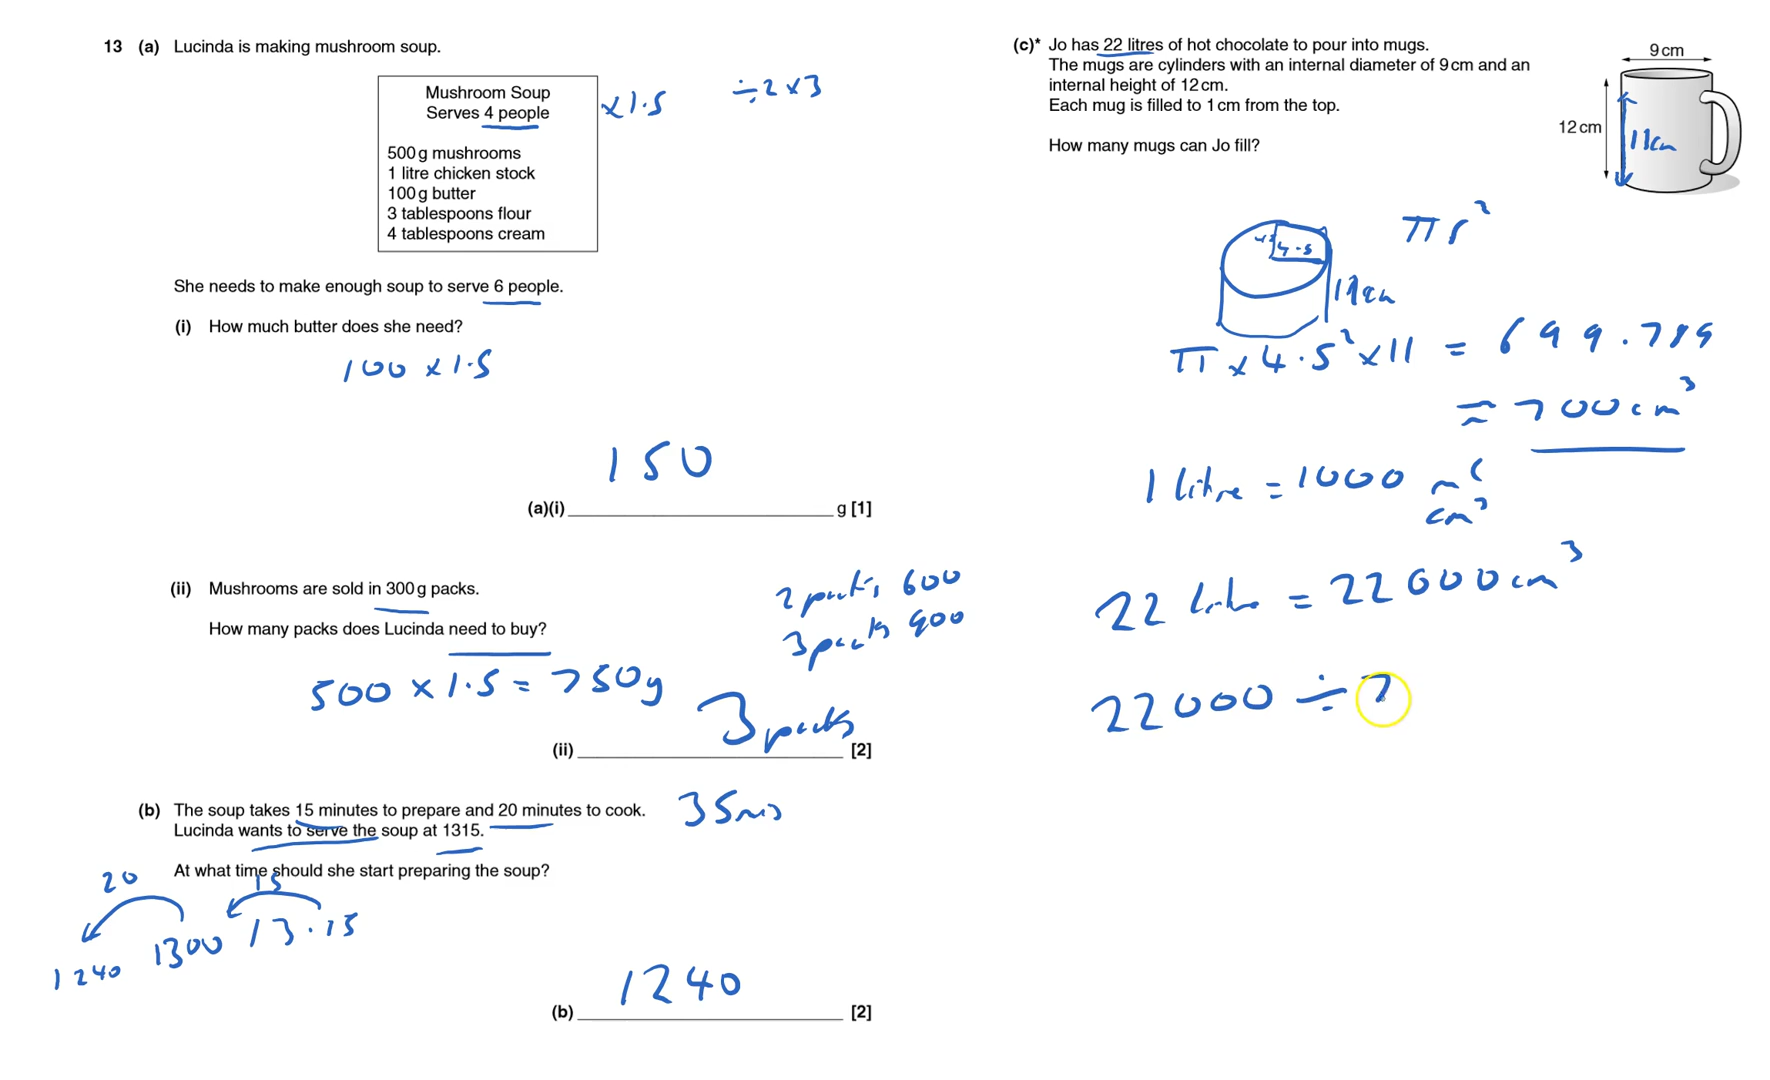 13 (a) Lucinda is making mushroom soup.
Mushroom Soup
Serves 4 people
×1.5
÷2×3
500 g mushrooms
1 litre chicken stock
100 g butter
3 tablespoons flour
4 tablespoons cream
She needs to make enough soup to serve 6 people.
(i) How much butter does she need?
100 × 1.5
150
(a)(i) g [1]
(ii) Mushrooms are sold in 300 g packs.
2 packs 600
How many packs does Lucinda need to buy?
3 packs 900
500 × 1.5 = 750g
3 packs
(ii) [2]
(b) The soup takes 15 minutes to prepare and 20 minutes to cook.
35
Lucinda wants to serve the soup at 1315.
At what time should she start preparing the soup?
20
15
1240 1300 13.15
1240
(b) [2]
(c)* Jo has 22 litres of hot chocolate to pour into mugs.
The mugs are cylinders with an internal diameter of 9 cm and an
internal height of 12 cm.
Each mug is filled to 1 cm from the top.
How many mugs can Jo fill?
9 cm
12 cm
11cm
πr²
4.5
11cm
π × 4.5² × 11 = 699.789
≈ 700cm³
1 litre = 1000 ml
cm³
22 litre = 22000cm³
22000 ÷ 7